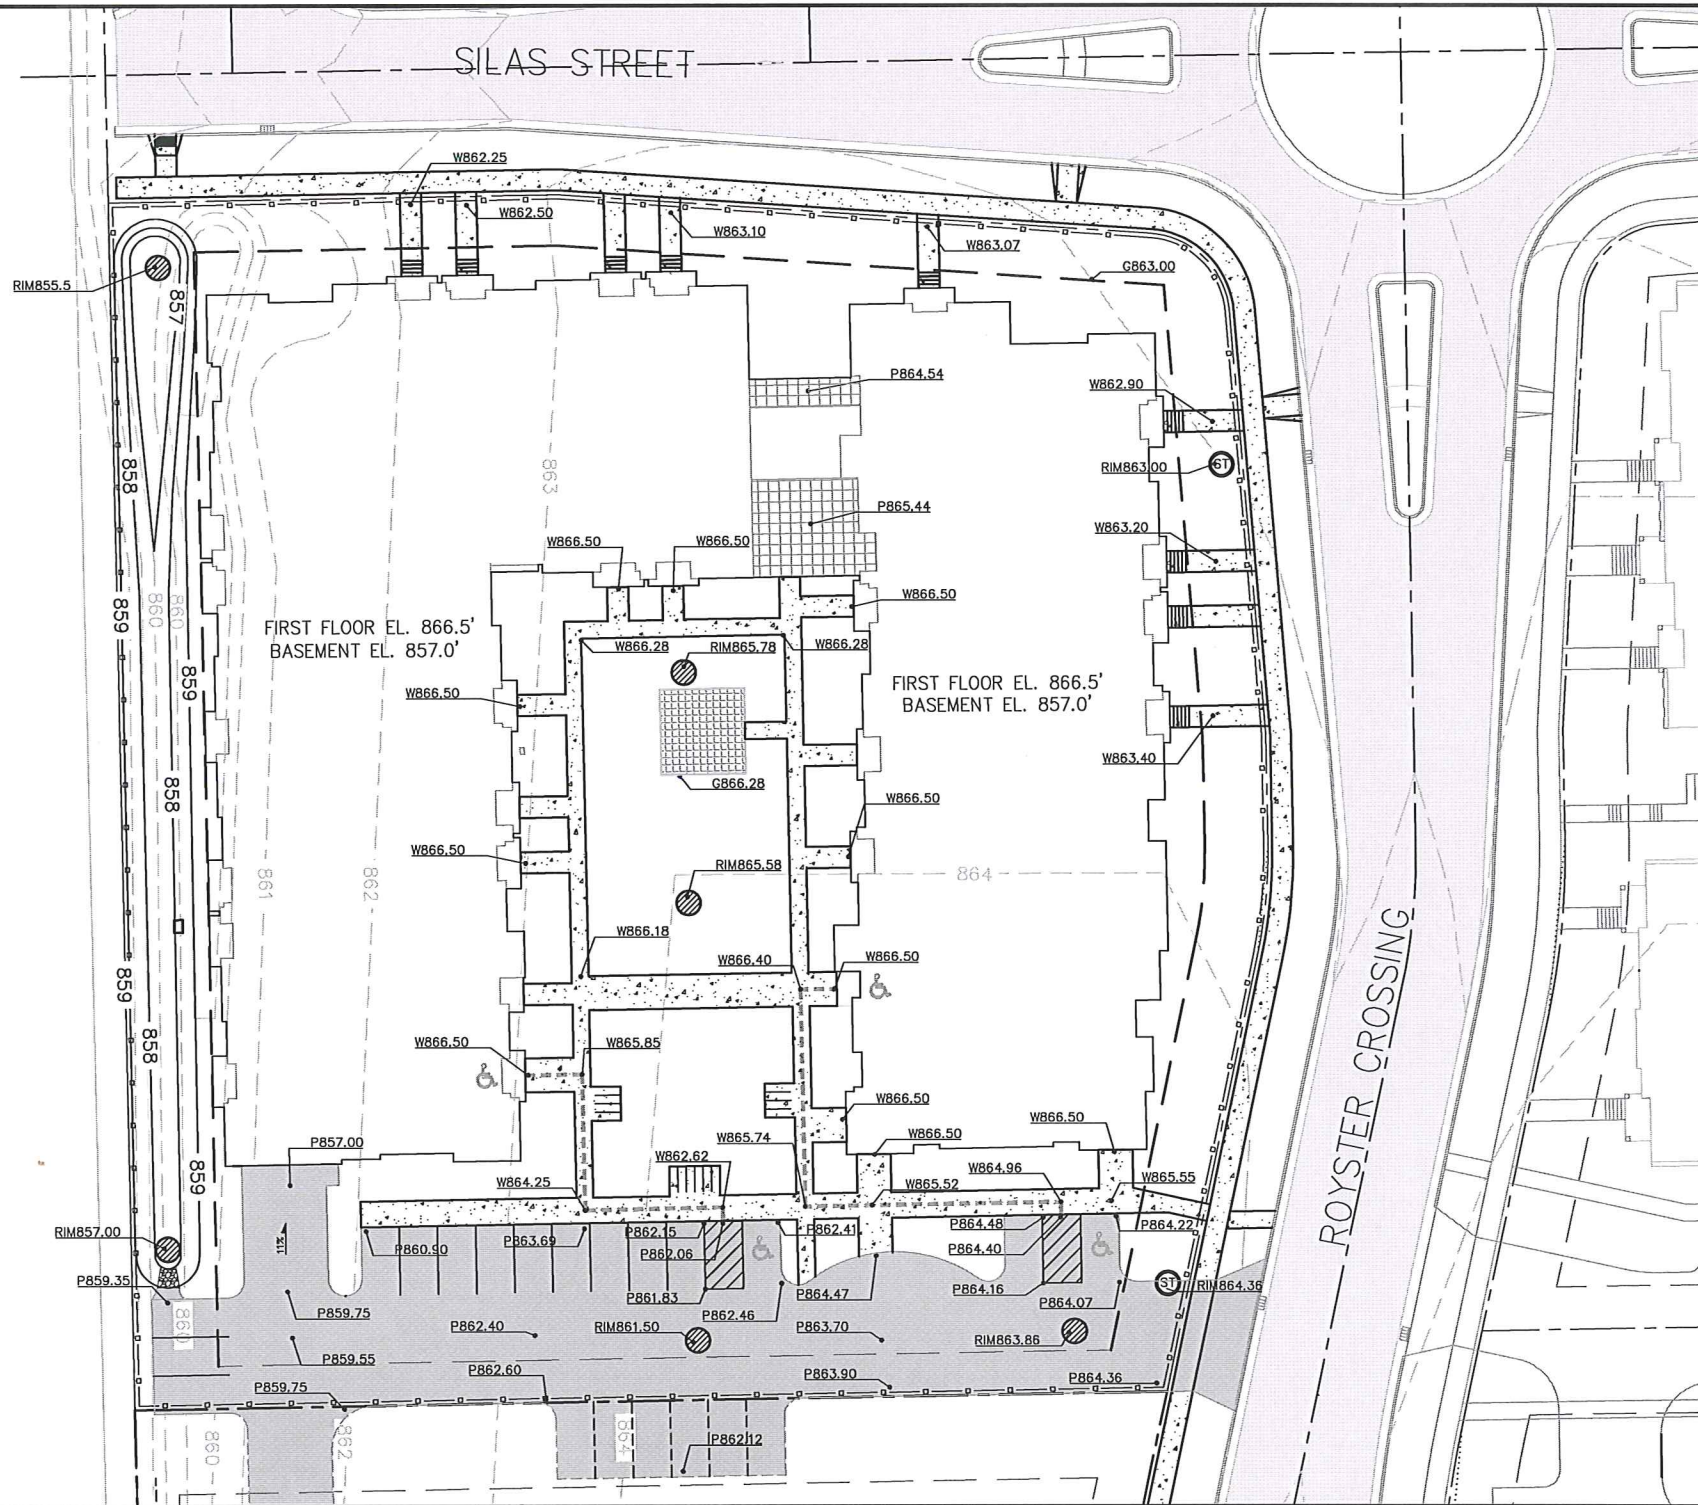 SILAS STREET
W862.25
W862.50
W863.10
W863.07
G863.00
RIM855.5
857
P864.54
W862.90
858
863
RIM863.00
ST
P865.44
W863.20
W866.50
W866.50
W866.50
859
860
860
FIRST FLOOR EL. 866.5'
BASEMENT EL. 857.0'
W866.28
RIM865.78
W866.28
859
W866.50
FIRST FLOOR EL. 866.5'
BASEMENT EL. 857.0'
W863.40
858
G866.28
W866.50
W866.50
RIM865.58
861
862
864
ROYSTER CROSSING
W866.18
W866.40
W866.50
859
858
W866.50
W865.85
W866.50
P857.00
W865.74
W866.50
W866.50
W862.62
W864.96
859
W864.25
W865.52
W865.55
RIM857.00
11%
P860.90
P863.69
P862.15
P862.06
P862.41
P864.48
P864.40
P864.22
P859.35
P861.83
P862.46
P864.47
P864.16
P864.07
ST
RIM864.36
P859.75
860
P862.40
RIM861.50
P863.70
RIM863.86
P859.55
P859.75
P862.60
P863.90
P864.36
860
862
864
P862.12